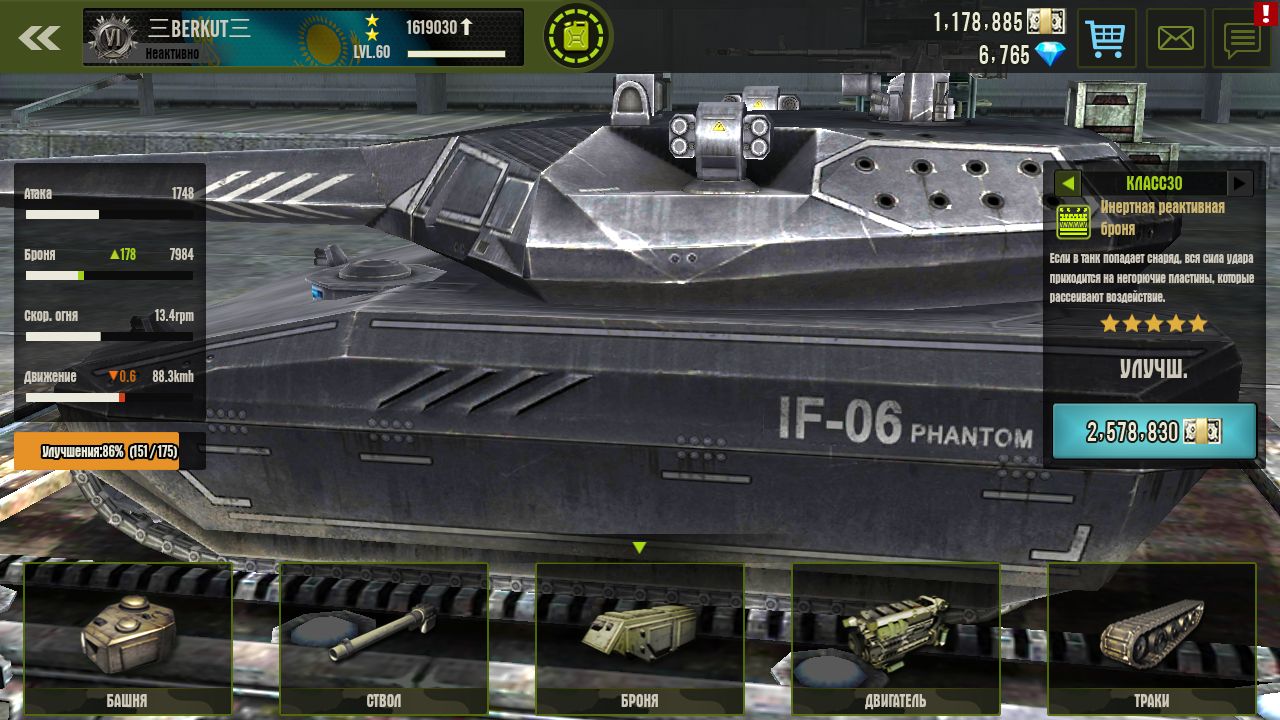 VI
三BERKUT三
Неактивно
LVL.60
1619030
1,178,885
6,765
!
Атака 1748
Броня ▲178 7984
Скор. огня 13.4rpm
Движение ▼0.6 88.3kmh
Улучшения:86% (151/175)
КЛАСС30
Инертная реактивная
броня
Если в танк попадает снаряд, вся сила удара
приходится на негорючие пластины, которые
рассеивают воздействие.
УЛУЧШ.
2,578,830
IF-06 PHANTOM
БАШНЯ
СТВОЛ
БРОНЯ
ДВИГАТЕЛЬ
ТРАКИ